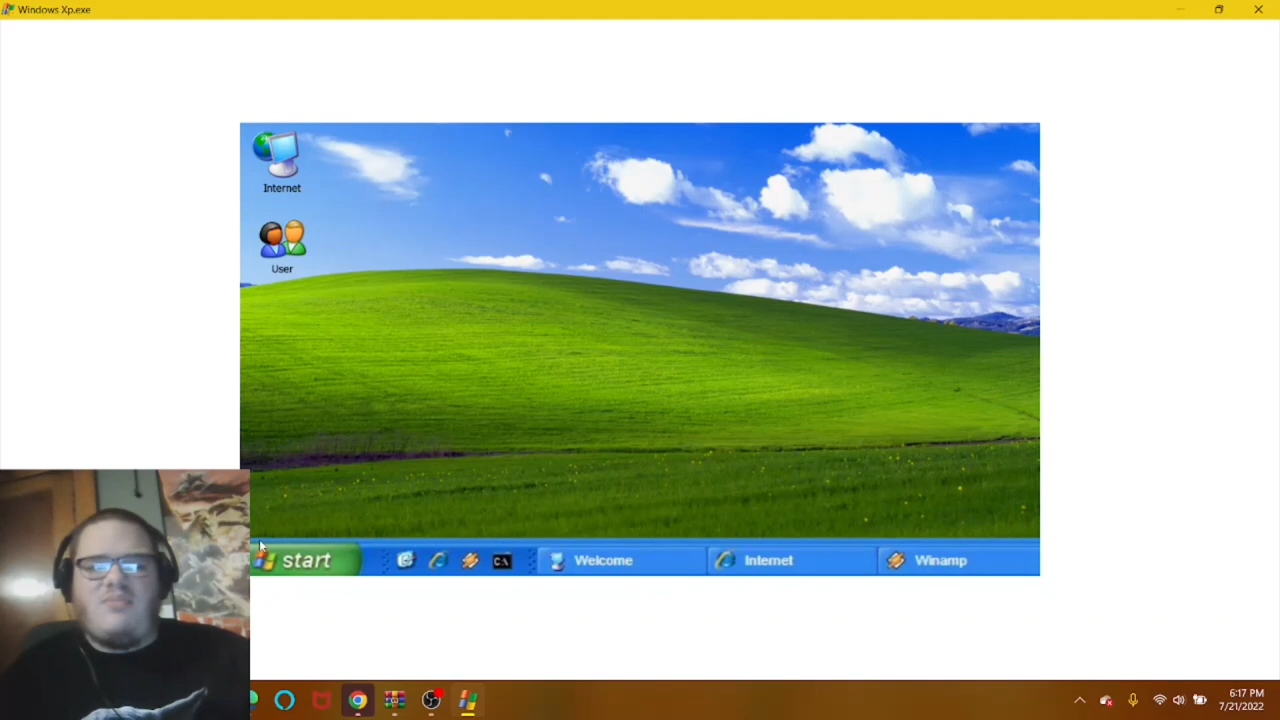 Windows Xp.exe
Internet
User
start
C:\
Welcome
Internet
Winamp
6:17 PM
7/21/2022